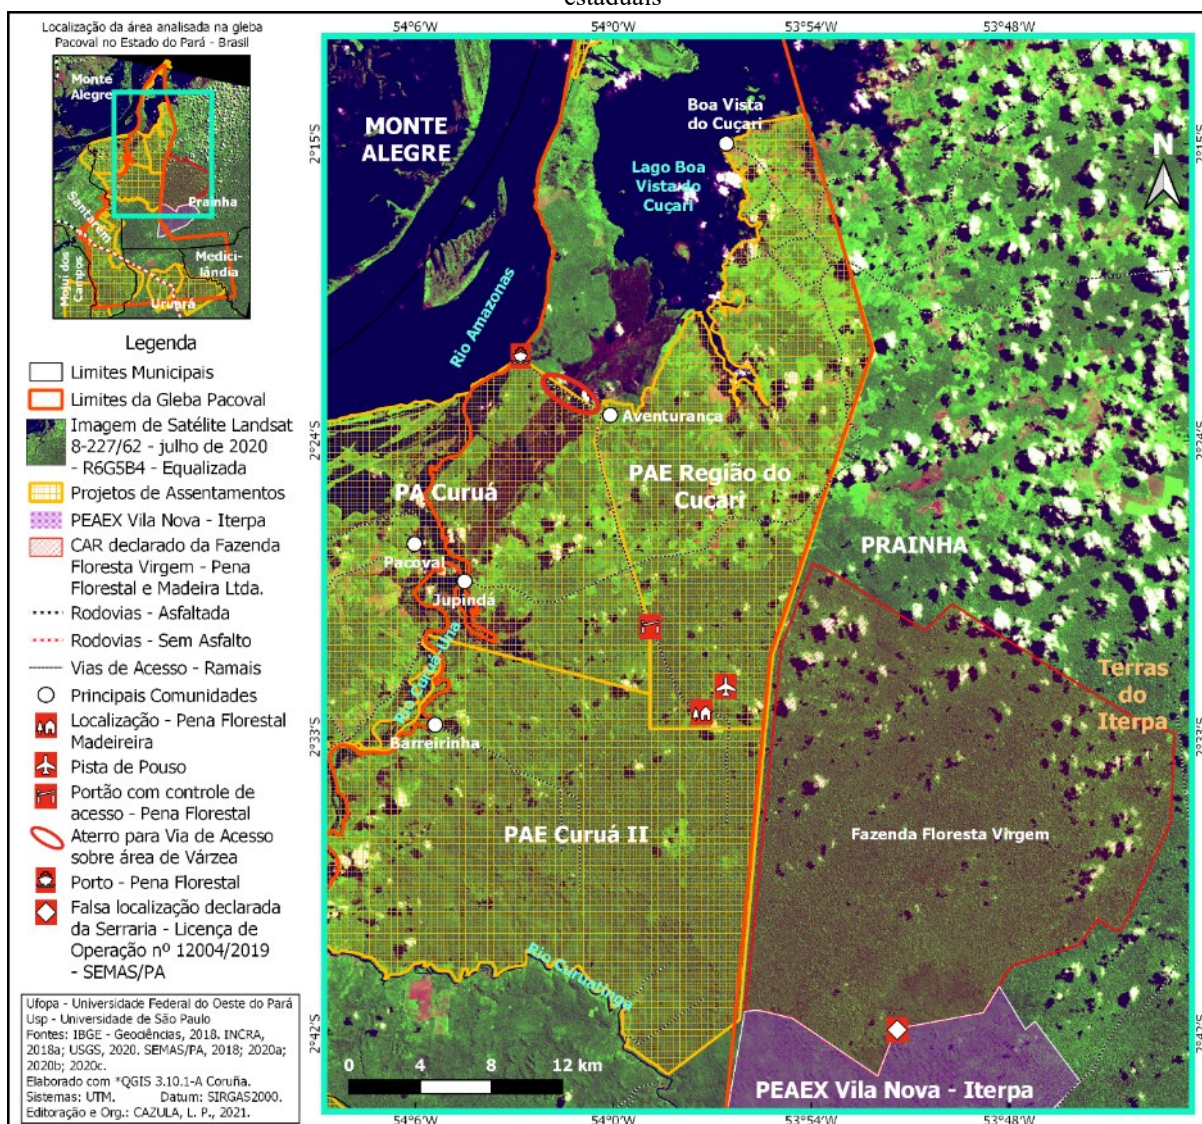 estaduais
Localização da área analisada na gleba
Pacoval no Estado do Pará - Brasil
Monte
Alegre
Prainha
Santarém
Medici-
lândia
Mojuí dos
Campos
Uruará
Legenda
Limites Municipais
Limites da Gleba Pacoval
Imagem de Satélite Landsat
8-227/62 - julho de 2020
- R6G5B4 - Equalizada
Projetos de Assentamentos
PEAEX Vila Nova - Iterpa
CAR declarado da Fazenda
Floresta Virgem - Pena
Florestal e Madeira Ltda.
Rodovias - Asfaltada
Rodovias - Sem Asfalto
Vias de Acesso - Ramais
Principais Comunidades
Localização - Pena Florestal
Madeireira
Pista de Pouso
Portão com controle de
acesso - Pena Florestal
Aterro para Via de Acesso
sobre área de Várzea
Porto - Pena Florestal
Falsa localização declarada
da Serraria - Licença de
Operação nº 12004/2019
- SEMAS/PA
Ufopa - Universidade Federal do Oeste do Pará
Usp - Universidade de São Paulo
Fontes: IBGE - Geociências, 2018. INCRA,
2018a; USGS, 2020. SEMAS/PA, 2018; 2020a;
2020b; 2020c.
Elaborado com *QGIS 3.10.1-A Coruña.
Sistemas: UTM. Datum: SIRGAS2000.
Editoração e Org.: CAZULA, L. P., 2021.
54°6'W 54°0'W 53°54'W 53°48'W
2°15'S 2°15'S
2°24'S 2°24'S
2°33'S 2°33'S
2°42'S 2°42'S
MONTE
ALEGRE
Boa Vista
do Cuçari
Lago Boa
Vista do
Cuçari
N
Rio Amazonas
Aventurança
PAE Região do
Cuçari
PA Curuá
PRAINHA
Pacoval
Jupindá
Rio Curuá-Una
Terras
do
Iterpa
Barreirinha
PAE Curuá II
Fazenda Floresta Virgem
Rio Curuatinga
0 4 8 12 km
PEAEX Vila Nova - Iterpa
54°6'W 54°0'W 53°54'W 53°48'W